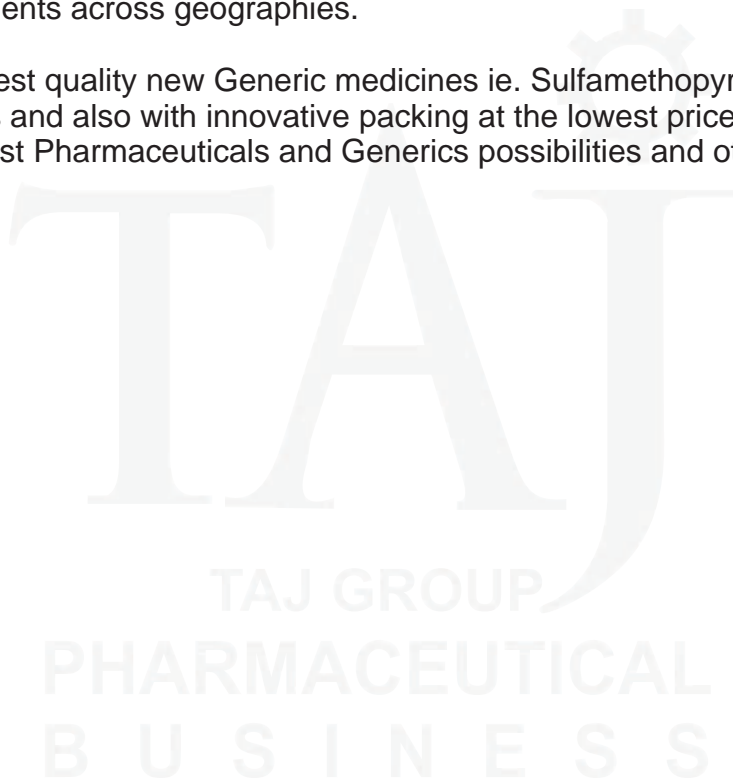 ents across geographies.
est quality new Generic medicines ie. Sulfamethopyr
and also with innovative packing at the lowest price
st Pharmaceuticals and Generics possibilities and o
TAJ
TAJ GROUP
PHARMACEUTICAL
BUSINESS